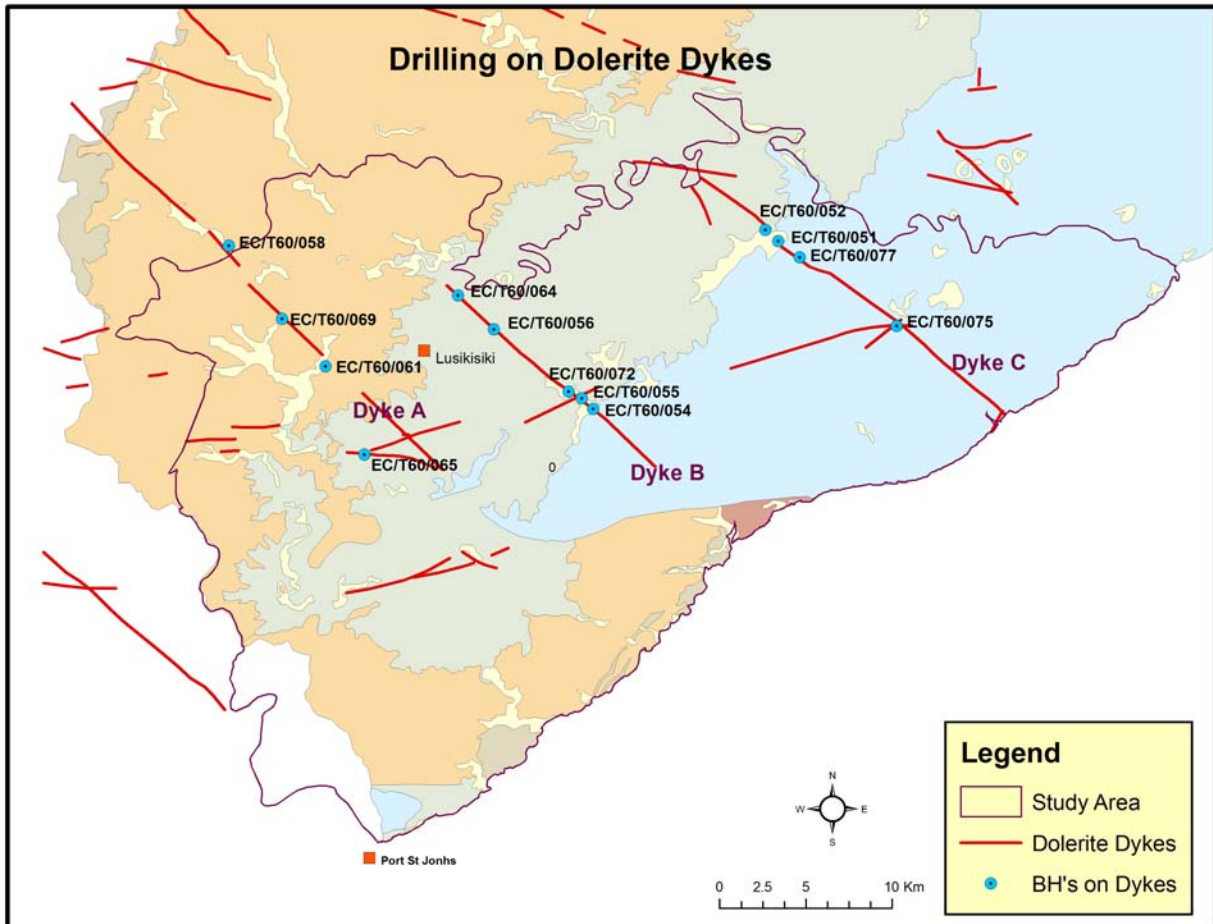 Drilling on Dolerite Dykes
EC/T60/052
EC/T60/051
EC/T60/077
EC/T60/058
EC/T60/064
EC/T60/069
EC/T60/056
EC/T60/075
Lusikisiki
EC/T60/061
Dyke C
EC/T60/072
EC/T60/055
EC/T60/054
Dyke A
EC/T60/065
0
Dyke B
Legend
Study Area
Dolerite Dykes
BH's on Dykes
N
W E
S
Port St Jonhs
0 2.5 5 10 Km